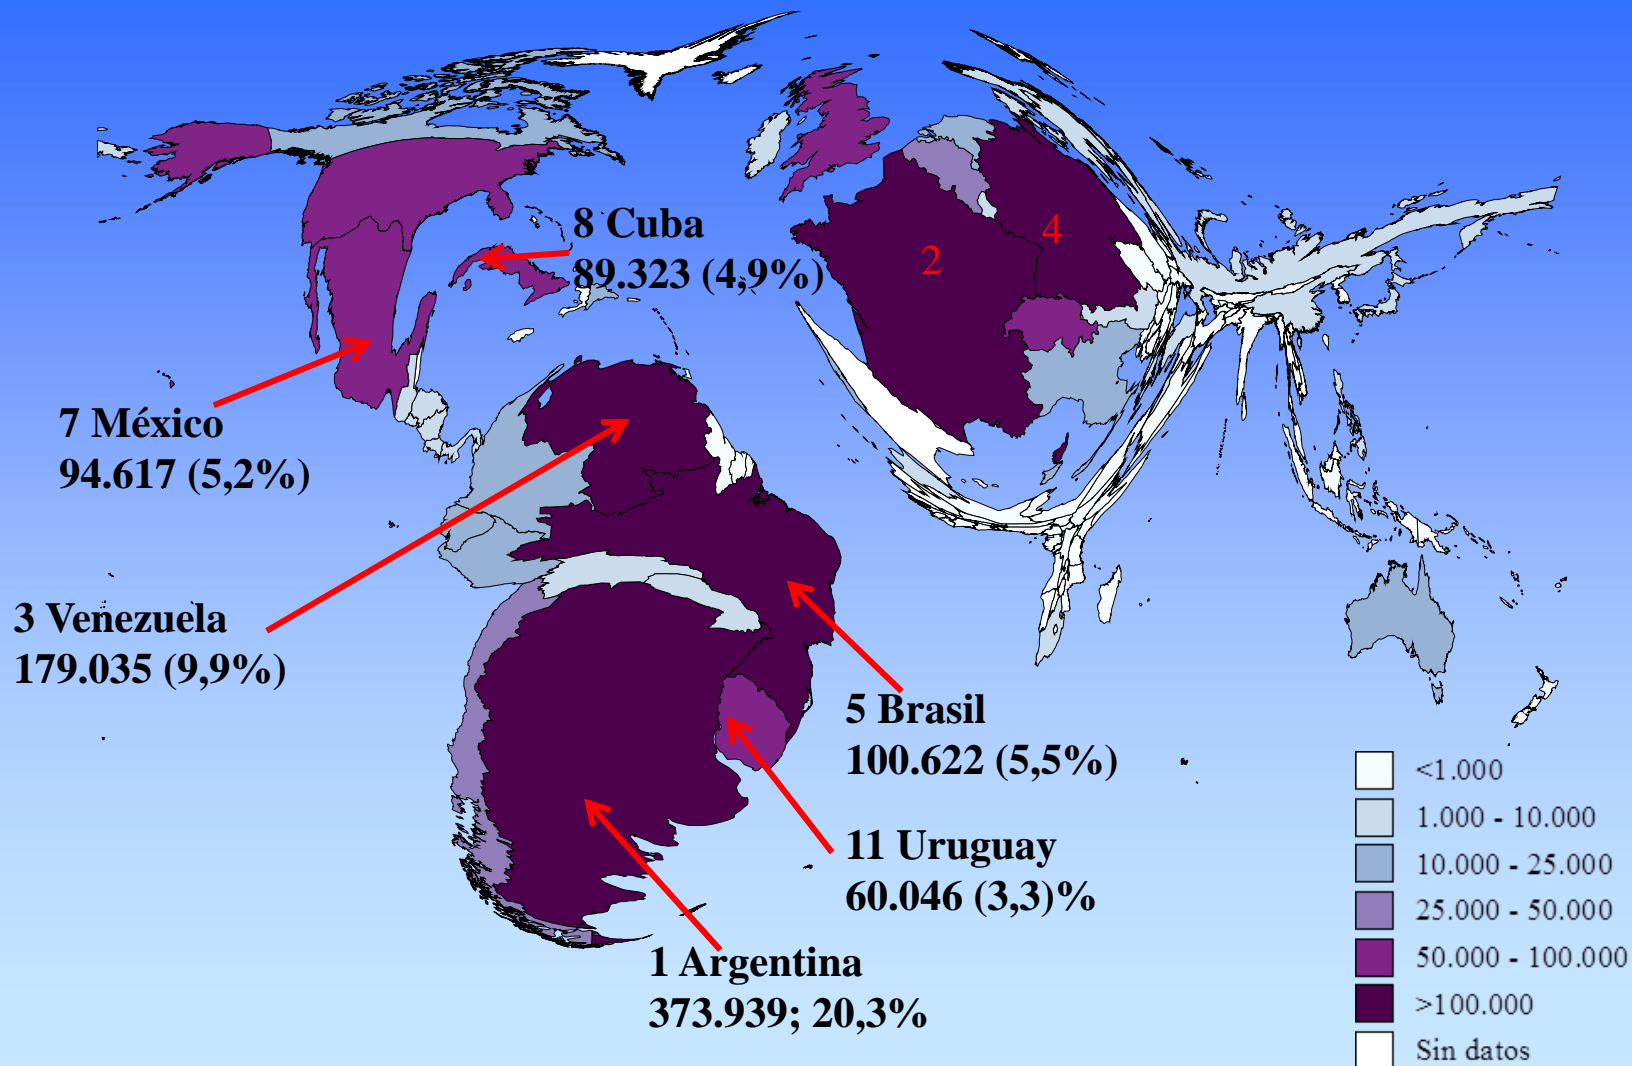 8 Cuba
89.323 (4,9%)
2
4
7 México
94.617 (5,2%)
3 Venezuela
179.035 (9,9%)
5 Brasil
100.622 (5,5%)
11 Uruguay
60.046 (3,3)%
1 Argentina
373.939; 20,3%
<1.000
1.000 - 10.000
10.000 - 25.000
25.000 - 50.000
50.000 - 100.000
>100.000
Sin datos